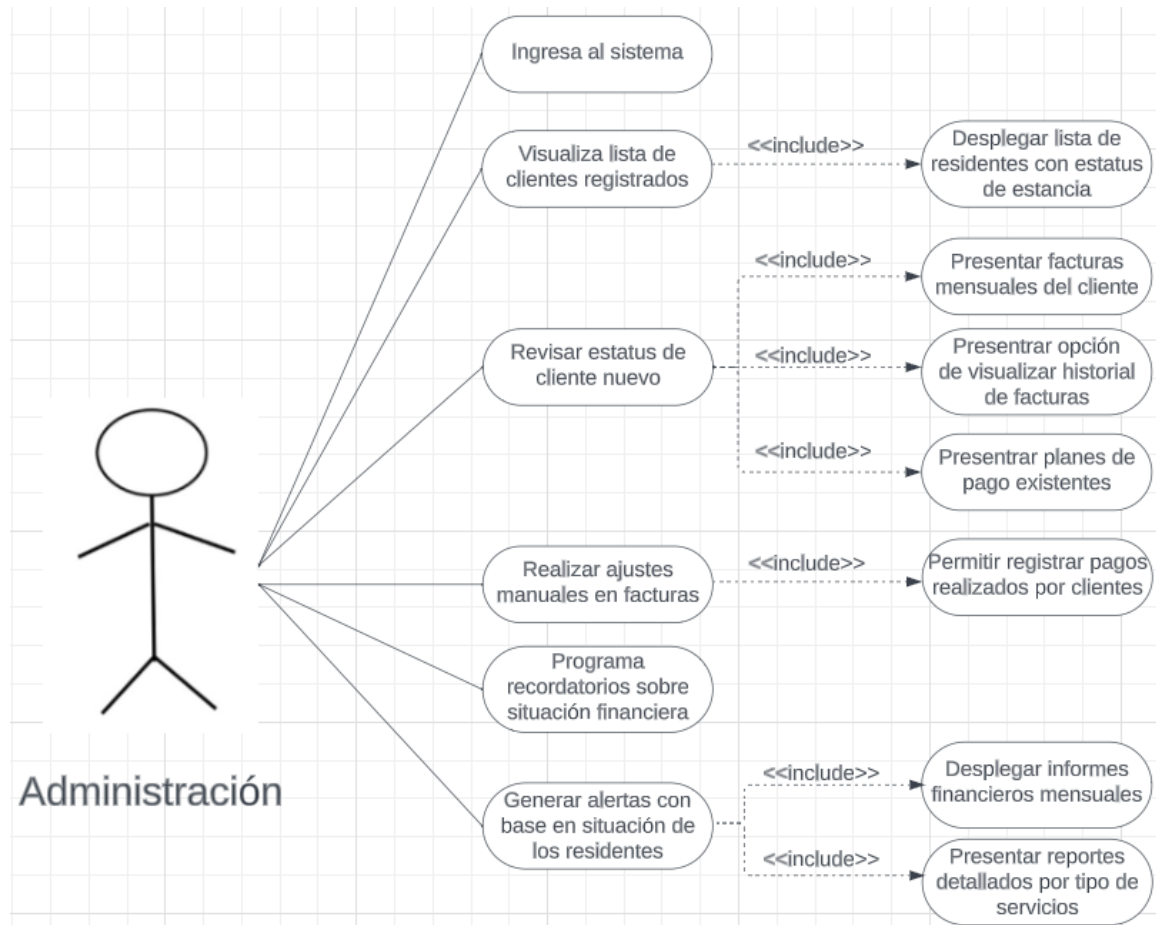 Ingresa al sistema
Visualiza lista de
clientes registrados
<<include>>
Desplegar lista de
residentes con estatus
de estancia
Revisar estatus de
cliente nuevo
<<include>>
Presentar facturas
mensuales del cliente
<<include>>
Presentrar opción
de visualizar historial
de facturas
<<include>>
Presentrar planes de
pago existentes
Realizar ajustes
manuales en facturas
<<include>>
Permitir registrar pagos
realizados por clientes
Programa
recordatorios sobre
situación financiera
Administración
Generar alertas con
base en situación de
los residentes
<<include>>
Desplegar informes
financieros mensuales
<<include>>
Presentar reportes
detallados por tipo de
servicios